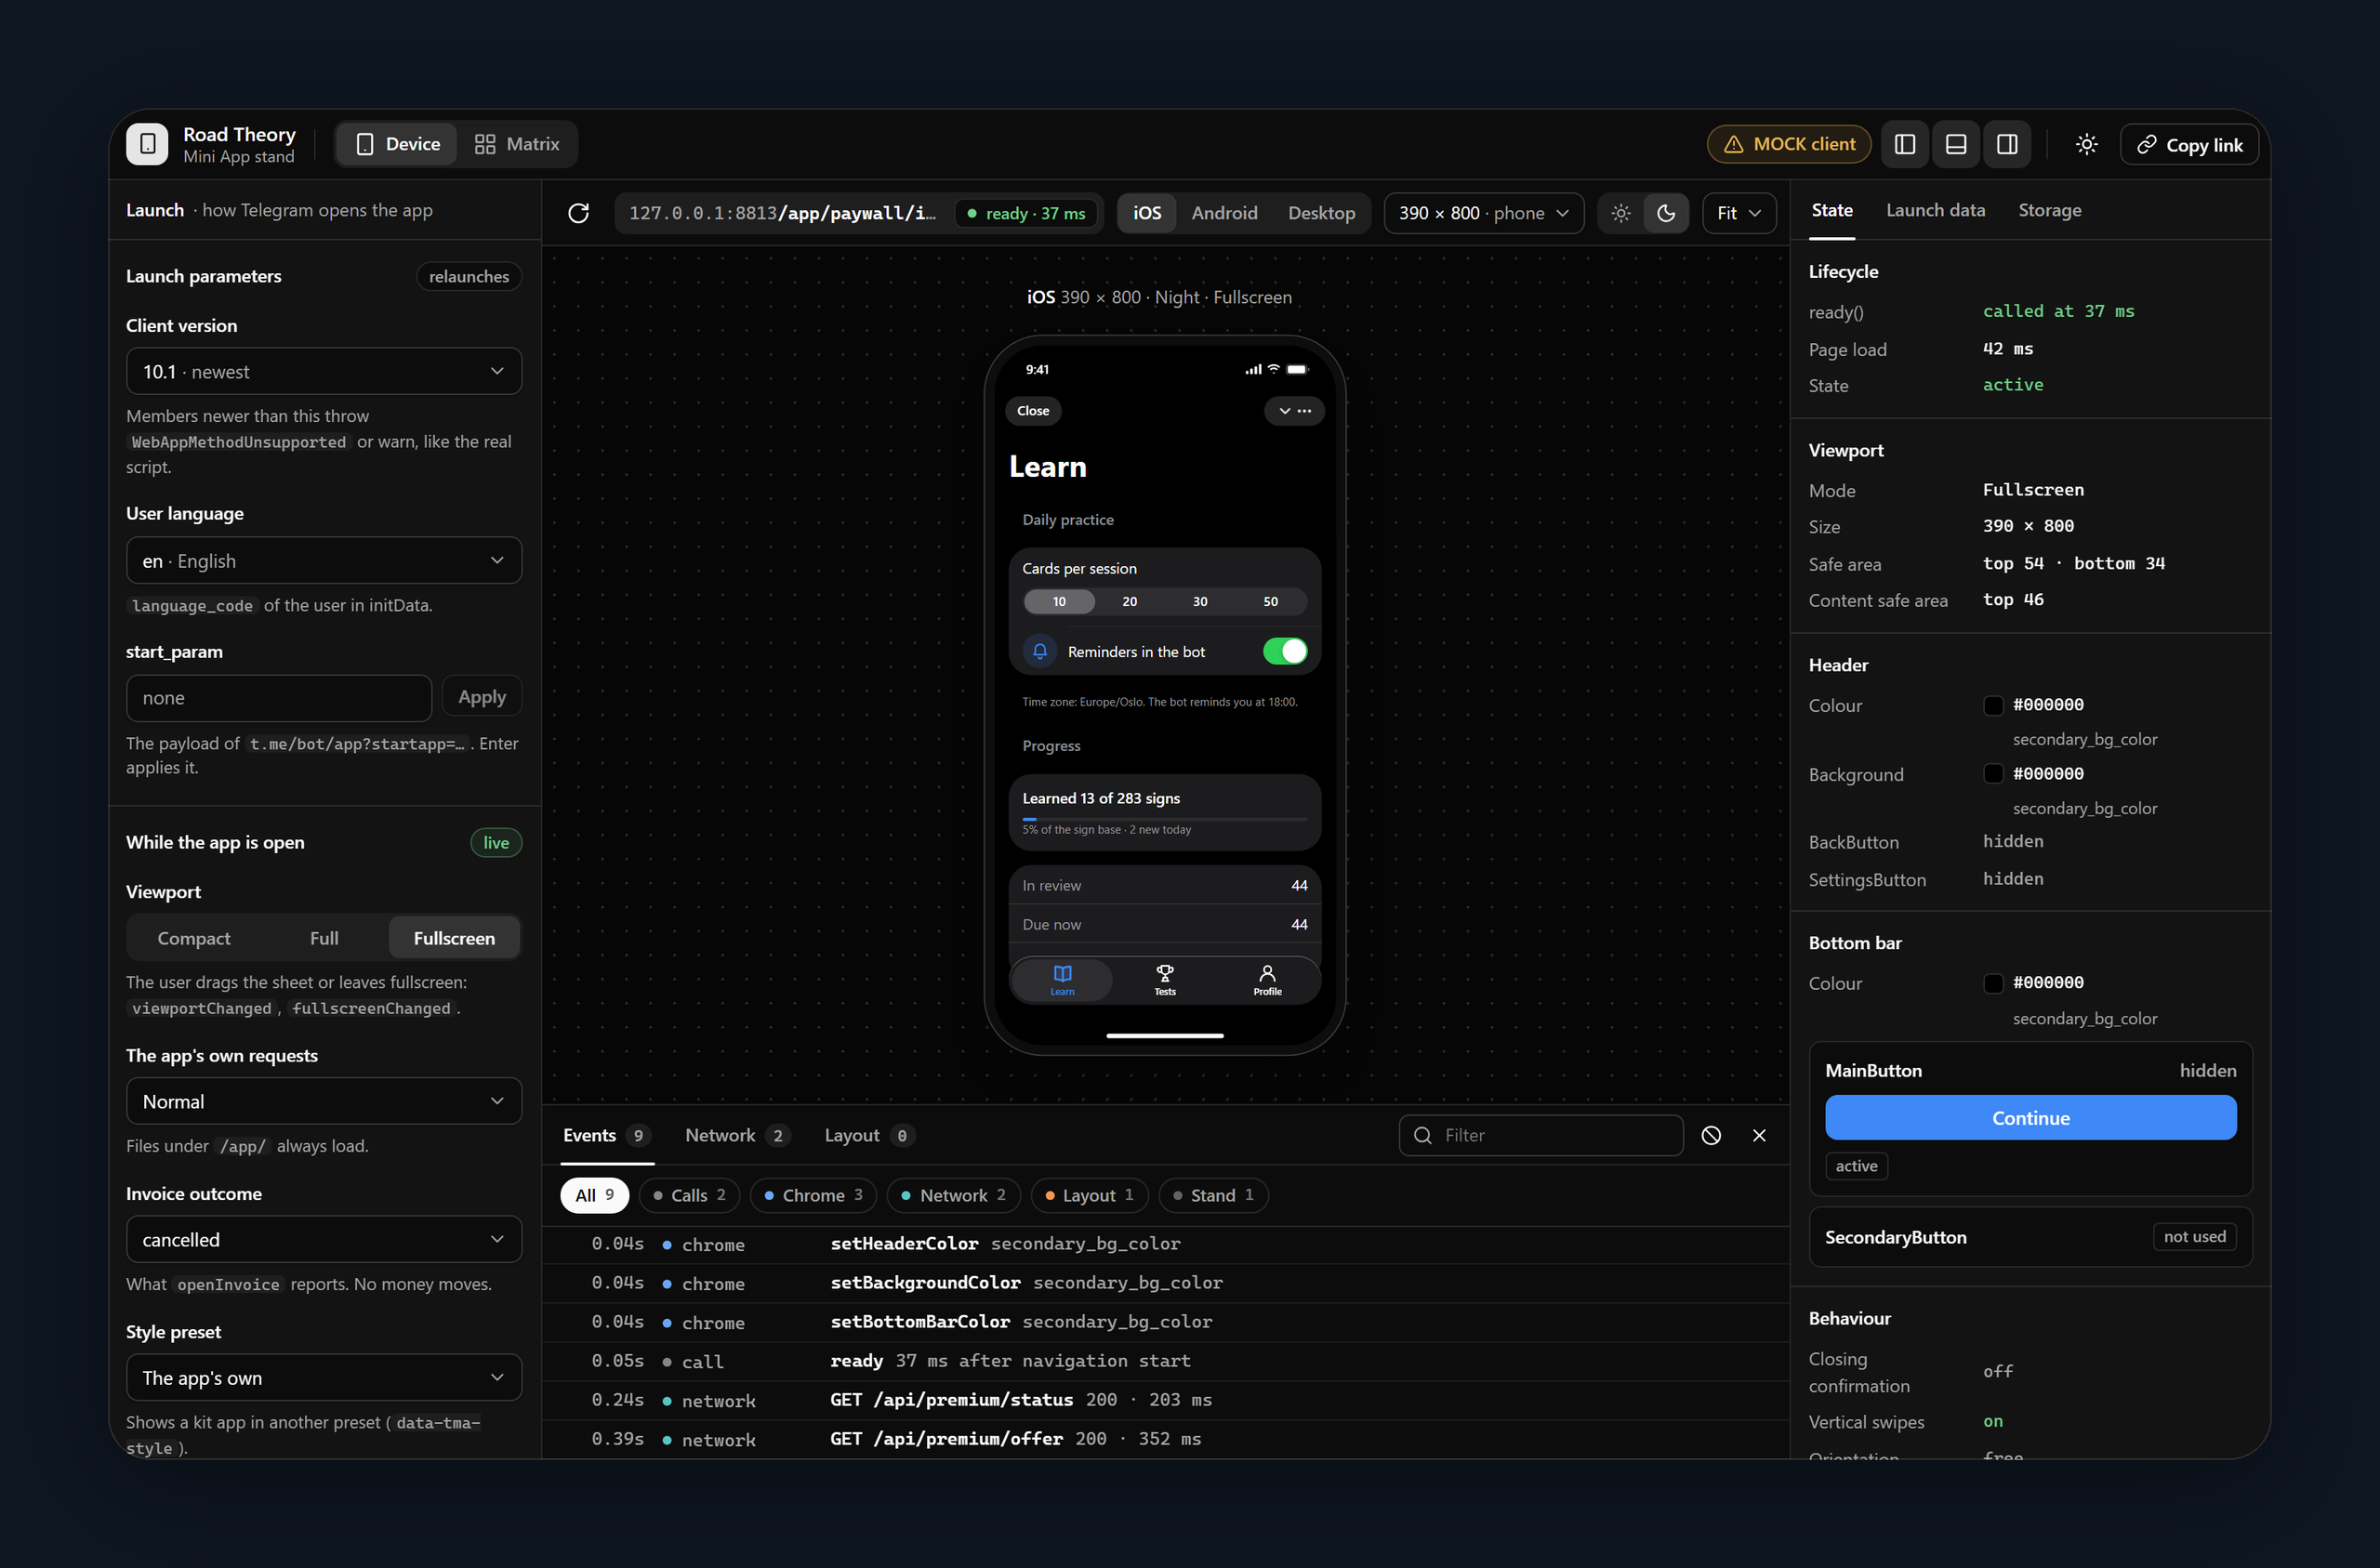 Road Theory
Mini App stand
Device
Matrix
MOCK client
Copy link
Launch · how Telegram opens the app
Launch parameters
relaunches
Client version
10.1 · newest
Members newer than this throw
WebAppMethodUnsupported or warn, like the real
script.
User language
en · English
language_code of the user in initData.
start_param
none
Apply
The payload of t.me/bot/app?startapp=… . Enter
applies it.
While the app is open
live
Viewport
Compact
Full
Fullscreen
The user drags the sheet or leaves fullscreen:
viewportChanged, fullscreenChanged.
The app's own requests
Normal
Files under /app/ always load.
Invoice outcome
cancelled
What openInvoice reports. No money moves.
Style preset
The app's own
Shows a kit app in another preset (data-tma-
style).
127.0.0.1:8813/app/paywall/i…
ready · 37 ms
iOS
Android
Desktop
390 × 800 · phone
Fit
iOS 390 × 800 · Night · Fullscreen
9:41
Close
Learn
Daily practice
Cards per session
10
20
30
50
Reminders in the bot
Time zone: Europe/Oslo. The bot reminds you at 18:00.
Progress
Learned 13 of 283 signs
5% of the sign base · 2 new today
In review
44
Due now
44
Learn
Tests
Profile
Events 9
Network 2
Layout 0
Filter
All 9
Calls 2
Chrome 3
Network 2
Layout 1
Stand 1
0.04s chrome setHeaderColor secondary_bg_color
0.04s chrome setBackgroundColor secondary_bg_color
0.04s chrome setBottomBarColor secondary_bg_color
0.05s call ready 37 ms after navigation start
0.24s network GET /api/premium/status 200 · 203 ms
0.39s network GET /api/premium/offer 200 · 352 ms
State
Launch data
Storage
Lifecycle
ready() called at 37 ms
Page load 42 ms
State active
Viewport
Mode Fullscreen
Size 390 × 800
Safe area top 54 · bottom 34
Content safe area top 46
Header
Colour #000000
secondary_bg_color
Background #000000
secondary_bg_color
BackButton hidden
SettingsButton hidden
Bottom bar
Colour #000000
secondary_bg_color
MainButton hidden
Continue
active
SecondaryButton not used
Behaviour
Closing
confirmation
off
Vertical swipes on
Orientation free